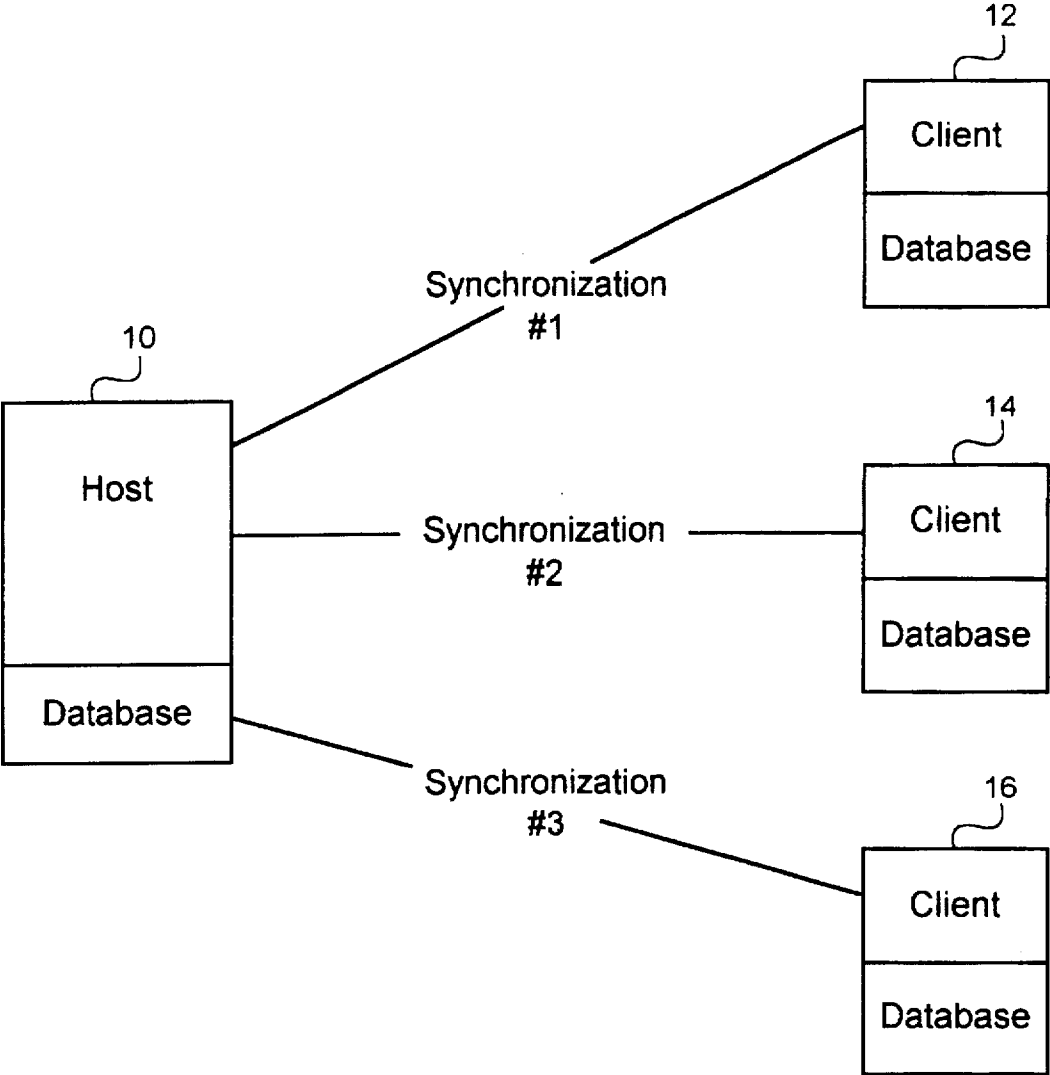 12
Client
Database
Synchronization
#1
10
Host
Database
14
Client
Database
Synchronization
#2
Synchronization
#3
16
Client
Database